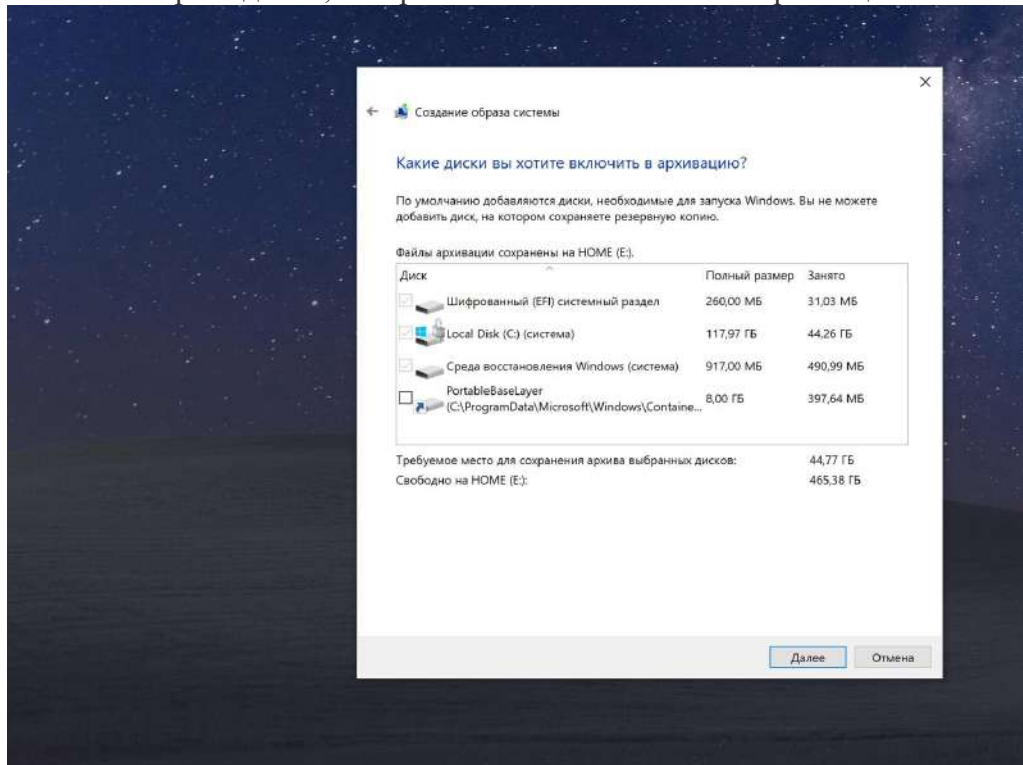 Создание образа системы
Какие диски вы хотите включить в архивацию?
По умолчанию добавляются диски, необходимые для запуска Windows. Вы не можете
добавить диск, на котором сохраняете резервную копию.
Файлы архивации сохранены на HOME (E:).
Диск Полный размер Занято
Шифрованный (EFI) системный раздел 260,00 МБ 31,03 МБ
Local Disk (C:) (система) 117,97 ГБ 44,26 ГБ
Среда восстановления Windows (система) 917,00 МБ 490,99 МБ
PortableBaseLayer
(C:\ProgramData\Microsoft\Windows\Containe... 8,00 ГБ 397,64 МБ
Требуемое место для сохранения архива выбранных дисков: 44,77 ГБ
Свободно на HOME (E:): 465,38 ГБ
Далее Отмена